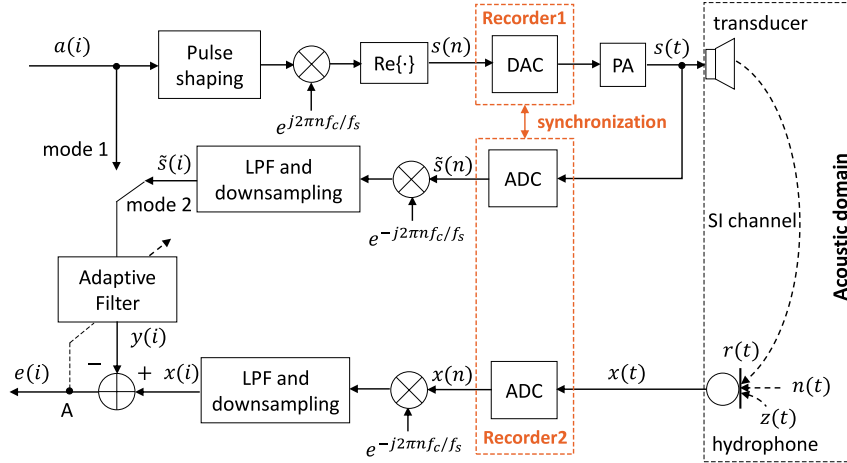 Recorder1
transducer
a(i)
Pulse
shaping
Re{·}
s(n)
DAC
PA
s(t)
e^{j2πnf_c/f_s}
synchronization
mode 1
s̃(i)
LPF and
downsampling
s̃(n)
ADC
mode 2
e^{-j2πnf_c/f_s}
SI channel
Acoustic domain
Adaptive
Filter
y(i)
r(t)
e(i)
−
+
x(i)
LPF and
downsampling
x(n)
ADC
x(t)
n(t)
z(t)
A
e^{-j2πnf_c/f_s}
Recorder2
hydrophone